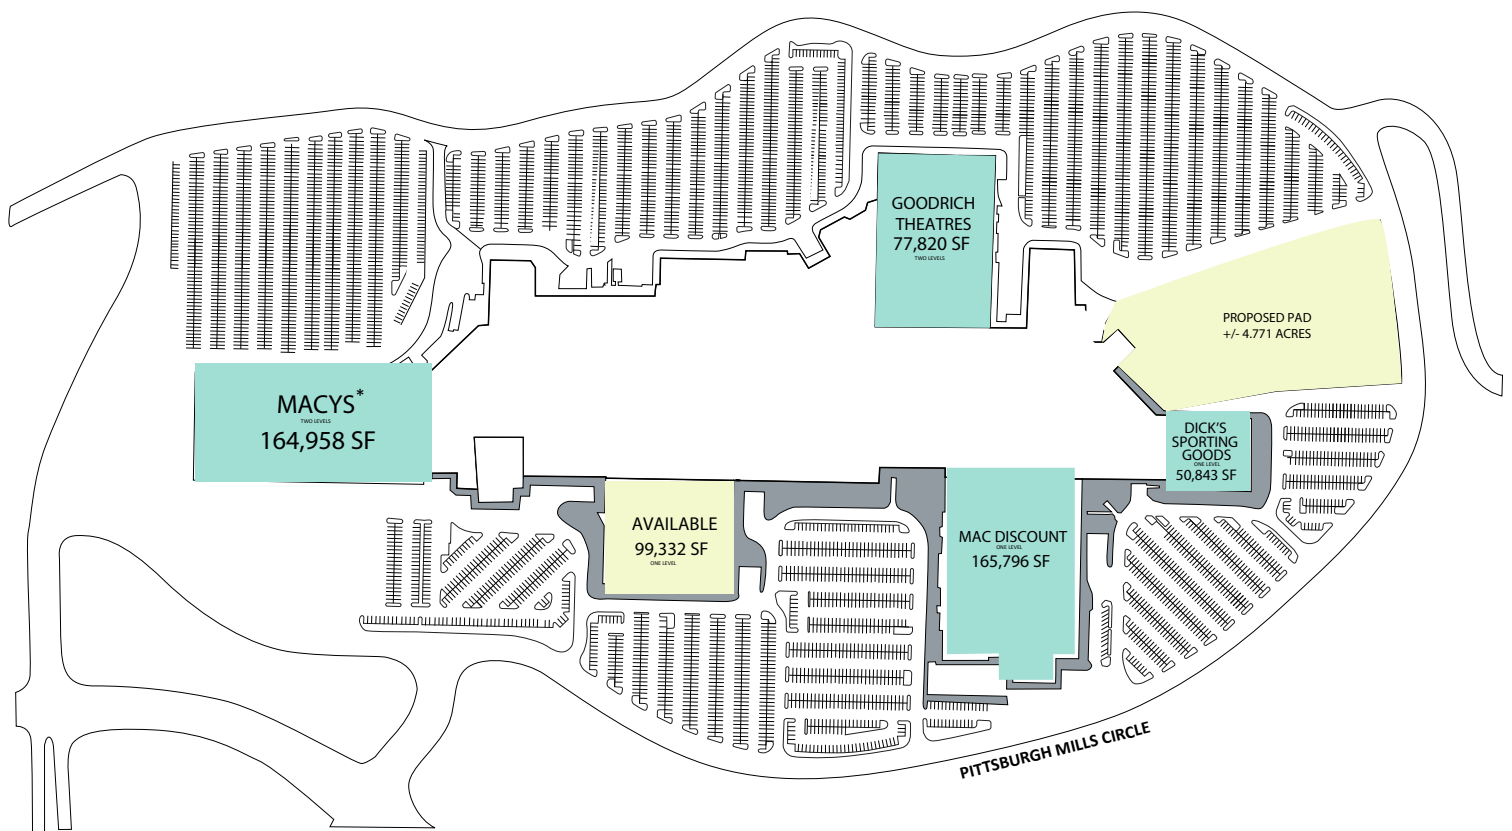 GOODRICH
THEATRES
77,820 SF
TWO LEVELS
PROPOSED PAD
+/- 4.771 ACRES
MACYS*
TWO LEVELS
164,958 SF
DICK'S
SPORTING
GOODS
ONE LEVEL
50,843 SF
AVAILABLE
99,332 SF
ONE LEVEL
MAC DISCOUNT
ONE LEVEL
165,796 SF
PITTSBURGH MILLS CIRCLE